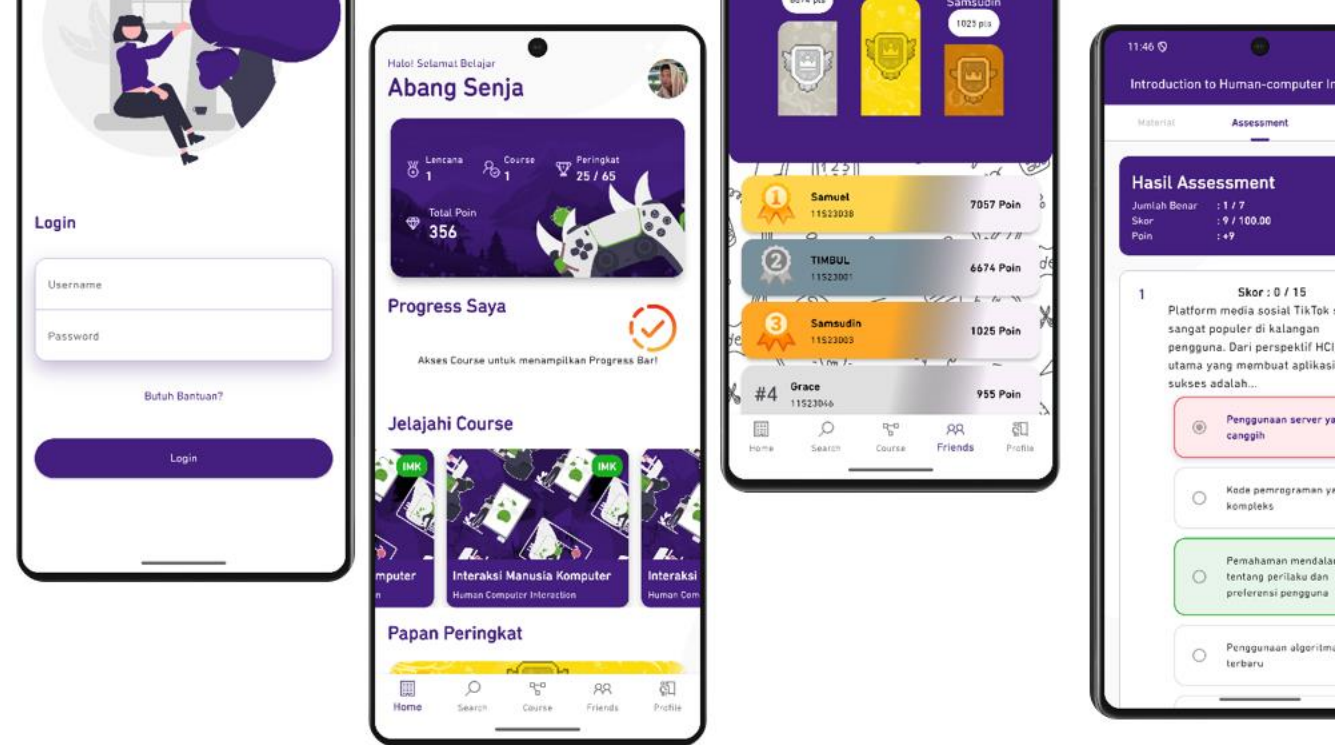 Login
Username
Password
Butuh Bantuan?
Login
Halo! Selamat Belajar
Abang Senja
Lencana
1
Course
1
Peringkat
25 / 65
Total Poin
356
Progress Saya
Akses Course untuk menampilkan Progress Bar!
Jelajahi Course
IMK
IMK
mputer
Interaksi Manusia Komputer
Human Computer Interaction
Interaksi
Human Com
Papan Peringkat
Home
Search
Course
Friends
Profile
Samsudin
1025 pts
1
Samuel
11S23038
7057 Poin
2
TIMBUL
11S23001
6674 Poin
3
Samsudin
11S23003
1025 Poin
#4
Grace
11S23046
955 Poin
Home
Search
Course
Friends
Profile
11:46
Introduction to Human-computer In
Material
Assessment
Hasil Assessment
Jumlah Benar : 1 / 7
Skor : 9 / 100.00
Poin : +9
1
Skor : 0 / 15
Platform media sosial TikTok s
sangat populer di kalangan
pengguna. Dari perspektif HCI
utama yang membuat aplikasi
sukses adalah...
Penggunaan server ya
canggih
Kode pemrograman ya
kompleks
Pemahaman mendalam
tentang perilaku dan
preferensi pengguna
Penggunaan algoritma
terbaru